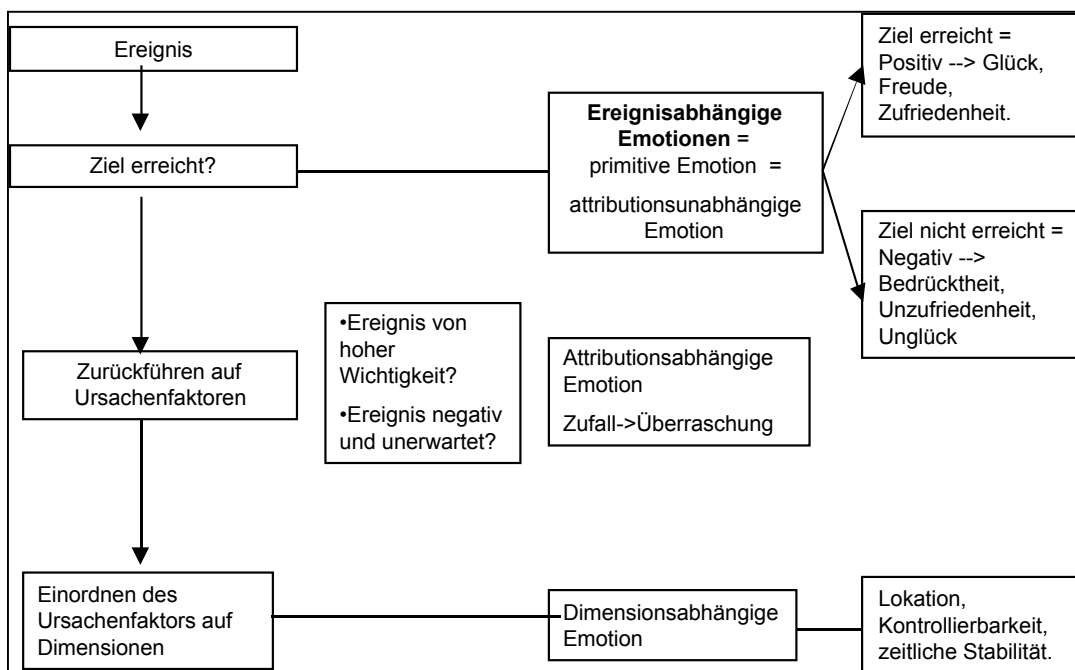 Ereignis
Ziel erreicht?
Ereignisabhängige
Emotionen =
primitive Emotion =
attributionsunabhängige
Emotion
Ziel erreicht =
Positiv --> Glück,
Freude,
Zufriedenheit.
Ziel nicht erreicht =
Negativ -->
Bedrücktheit,
Unzufriedenheit,
Unglück
Zurückführen auf
Ursachenfaktoren
•Ereignis von
hoher
Wichtigkeit?
•Ereignis negativ
und unerwartet?
Attributionsabhängige
Emotion
Zufall->Überraschung
Einordnen des
Ursachenfaktors auf
Dimensionen
Dimensionsabhängige
Emotion
Lokation,
Kontrollierbarkeit,
zeitliche Stabilität.